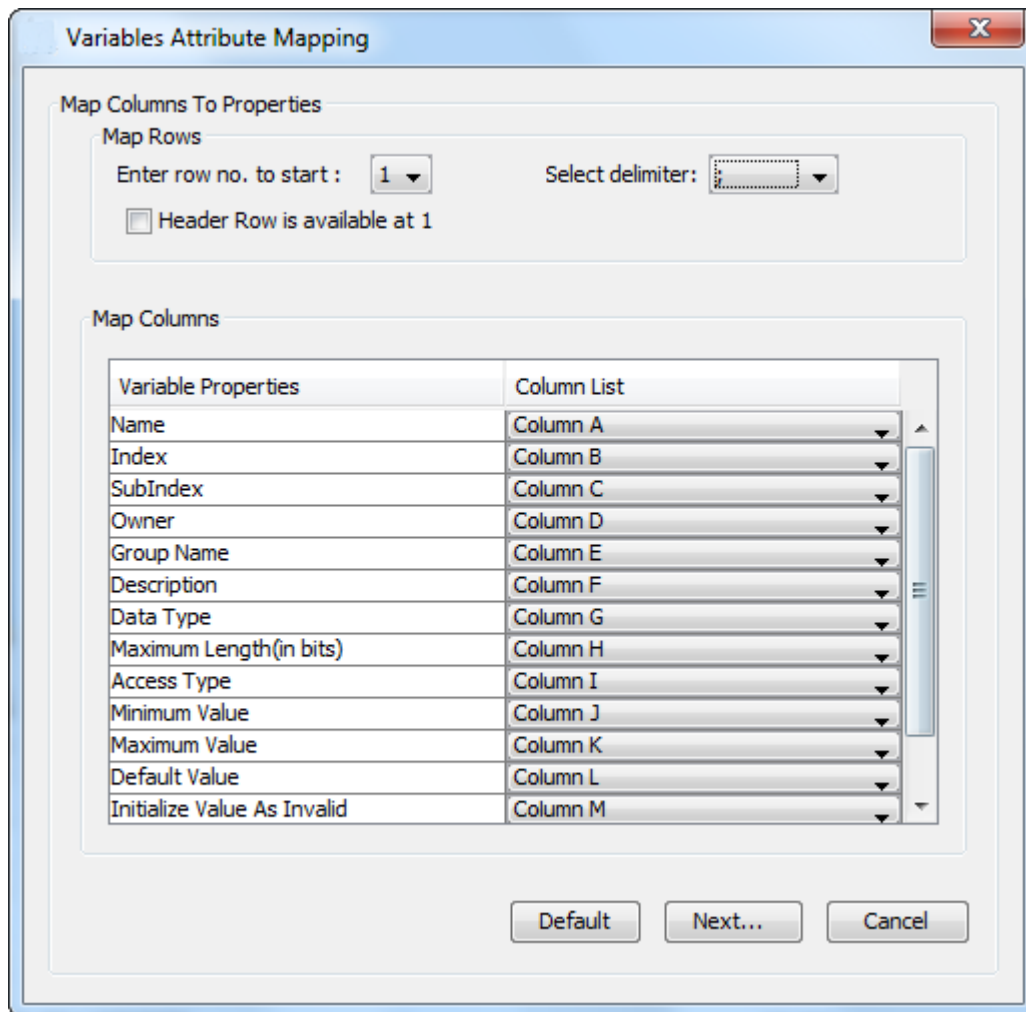 Variables Attribute Mapping
Map Columns To Properties
Map Rows
Enter row no. to start : 1 Select delimiter: ;
Header Row is available at 1
Map Columns
Variable Properties Column List
Name Column A
Index Column B
SubIndex Column C
Owner Column D
Group Name Column E
Description Column F
Data Type Column G
Maximum Length(in bits) Column H
Access Type Column I
Minimum Value Column J
Maximum Value Column K
Default Value Column L
Initialize Value As Invalid Column M
Default Next... Cancel